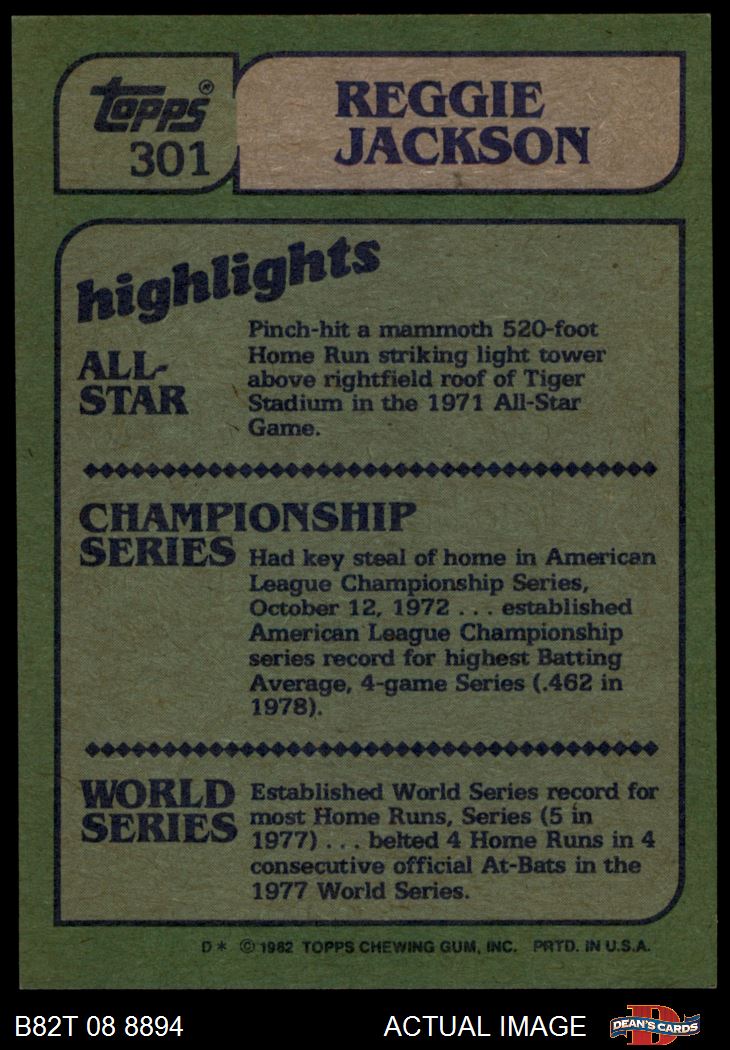 Topps®
301
REGGIE
JACKSON
highlights
ALL-
STAR
Pinch-hit a mammoth 520-foot
Home Run striking light tower
above rightfield roof of Tiger
Stadium in the 1971 All-Star
Game.
CHAMPIONSHIP
SERIES
Had key steal of home in American
League Championship Series,
October 12, 1972 . . . established
American League Championship
series record for highest Batting
Average, 4-game Series (.462 in
1978).
WORLD
SERIES
Established World Series record for
most Home Runs, Series (5 in
1977) . . . belted 4 Home Runs in 4
consecutive official At-Bats in the
1977 World Series.
D* © 1982 TOPPS CHEWING GUM, INC. PRTD. IN U.S.A.
B82T 08 8894
ACTUAL IMAGE
D
DEAN'S CARDS